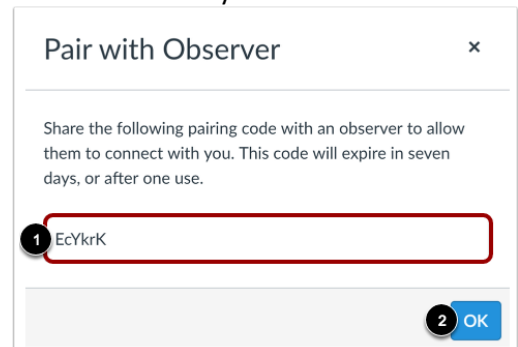 Pair with Observer ×
Share the following pairing code with an observer to allow
them to connect with you. This code will expire in seven
days, or after one use.
1 EcYkrK
2 OK